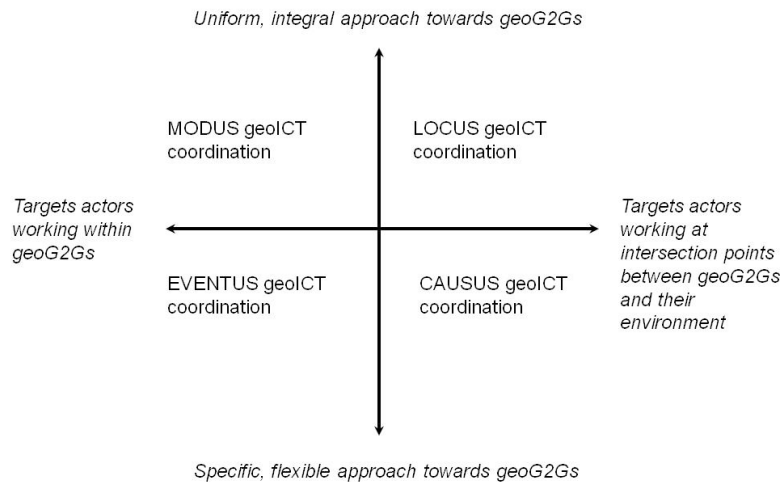 Uniform, integral approach towards geoG2Gs
MODUS geoICT
coordination
LOCUS geoICT
coordination
Targets actors
working within
geoG2Gs
Targets actors
working at
intersection points
between geoG2Gs
and their
environment
EVENTUS geoICT
coordination
CAUSUS geoICT
coordination
Specific, flexible approach towards geoG2Gs